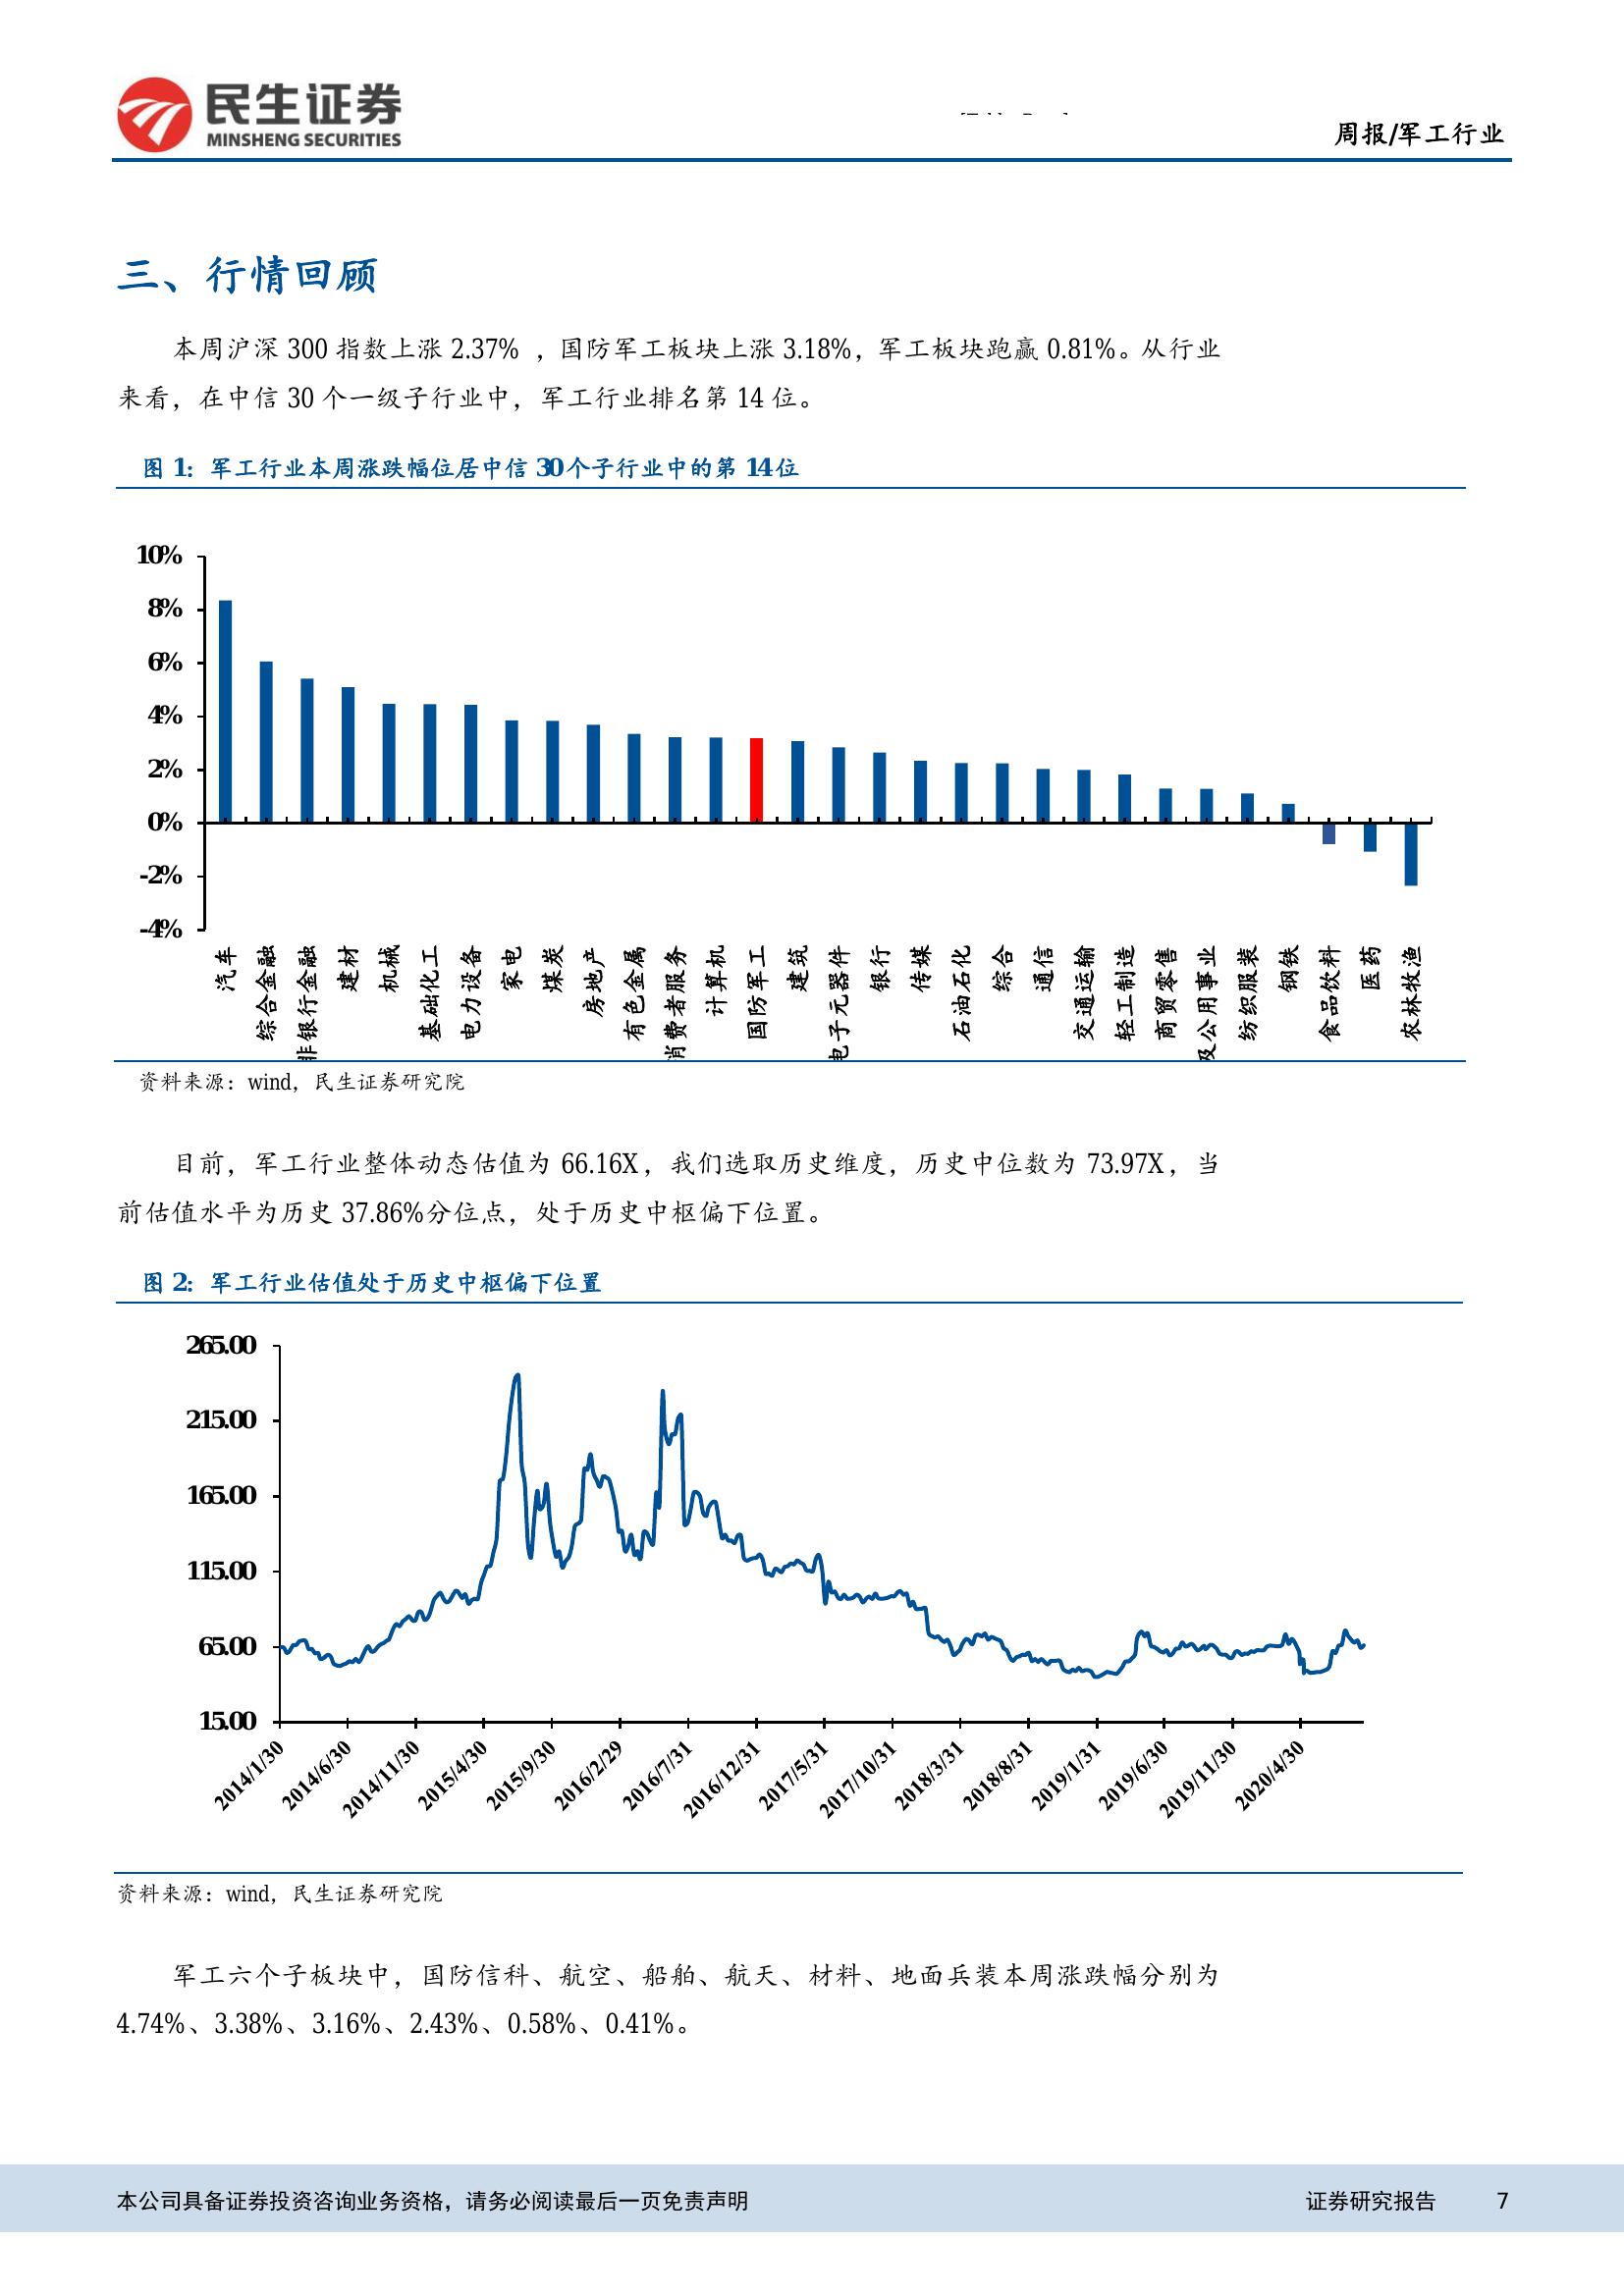 民生证券
MINSHENG SECURITIES
周报/军工行业
三、行情回顾
本周沪深 300 指数上涨 2.37% ，国防军工板块上涨 3.18%，军工板块跑赢 0.81%。从行业
来看，在中信 30 个一级子行业中，军工行业排名第 14 位。
图 1：军工行业本周涨跌幅位居中信 30 个子行业中的第 14 位
10%
8%
6%
4%
2%
0%
-2%
-4%
汽车
综合金融
非银行金融
建材
机械
基础化工
电力设备
家电
煤炭
房地产
有色金属
消费者服务
计算机
国防军工
建筑
电子元器件
银行
传媒
石油石化
综合
通信
交通运输
轻工制造
商贸零售
及公用事业
纺织服装
钢铁
食品饮料
医药
农林牧渔
资料来源：wind，民生证券研究院
目前，军工行业整体动态估值为 66.16X，我们选取历史维度，历史中位数为 73.97X，当
前估值水平为历史 37.86%分位点，处于历史中枢偏下位置。
图 2：军工行业估值处于历史中枢偏下位置
265.00
215.00
165.00
115.00
65.00
15.00
2014/1/30
2014/6/30
2014/11/30
2015/4/30
2015/9/30
2016/2/29
2016/7/31
2016/12/31
2017/5/31
2017/10/31
2018/3/31
2018/8/31
2019/1/31
2019/6/30
2019/11/30
2020/4/30
资料来源：wind，民生证券研究院
军工六个子板块中，国防信科、航空、船舶、航天、材料、地面兵装本周涨跌幅分别为
4.74%、3.38%、3.16%、2.43%、0.58%、0.41%。
本公司具备证券投资咨询业务资格，请务必阅读最后一页免责声明
证券研究报告 7